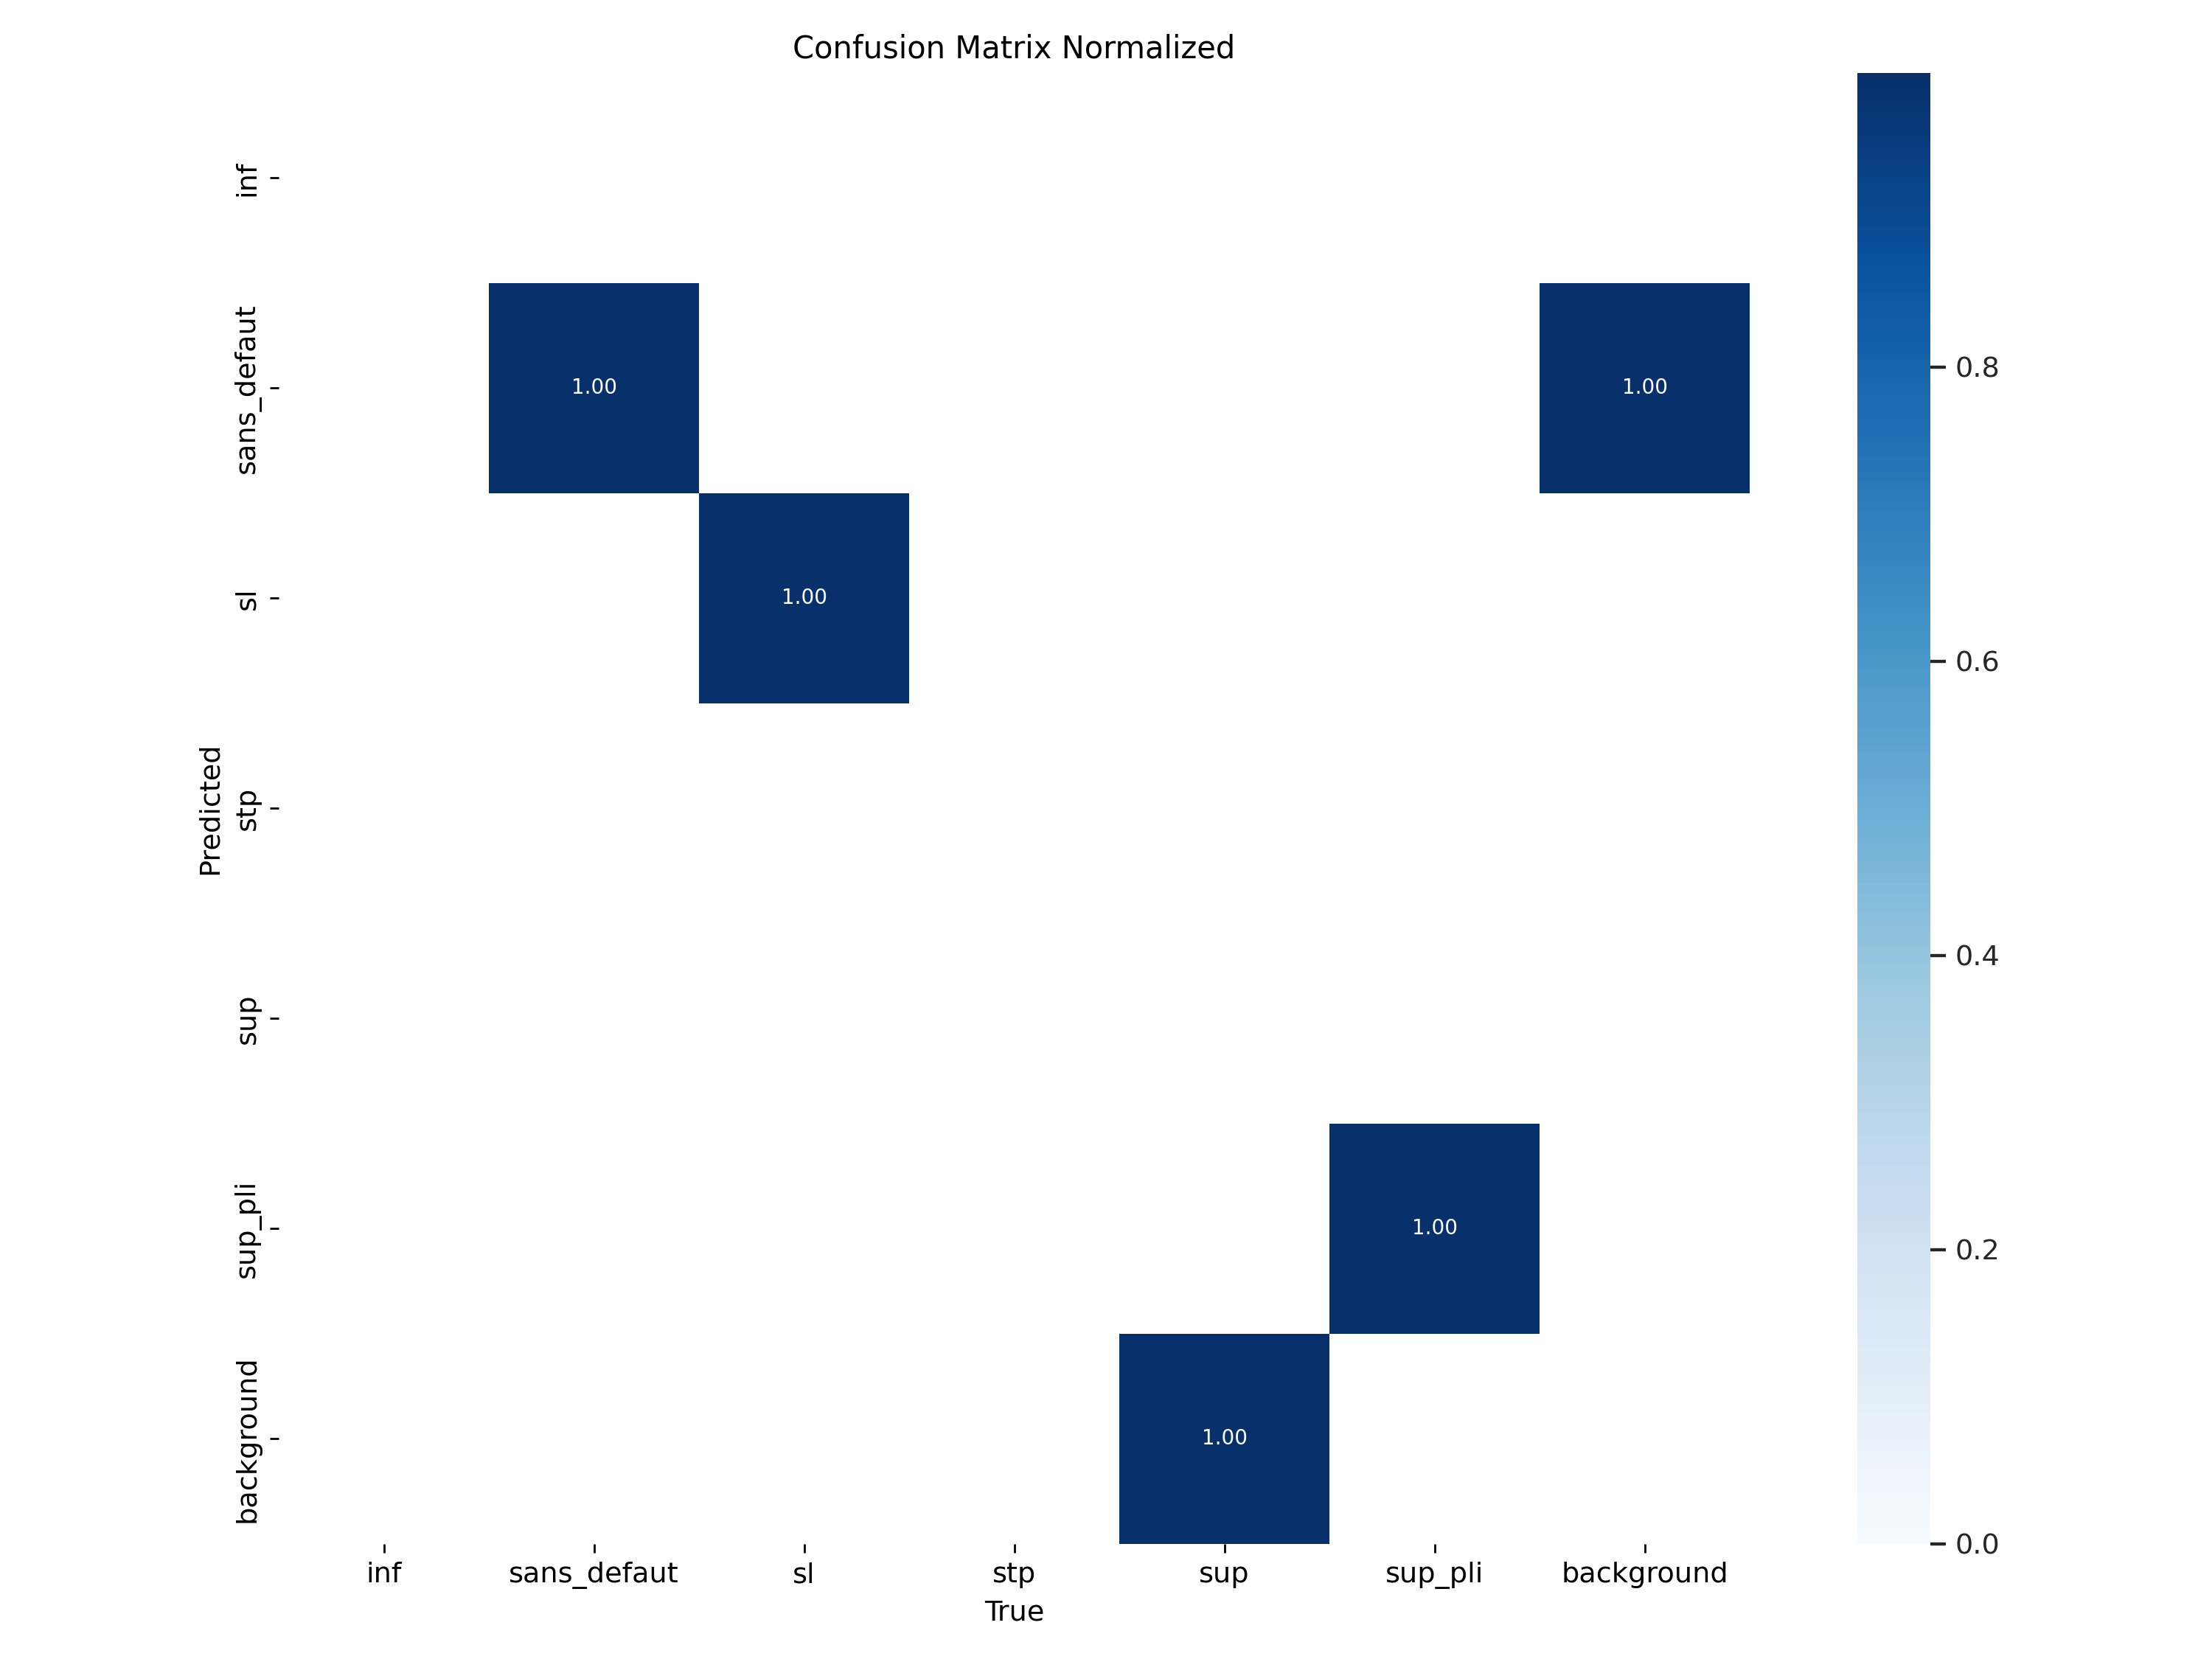 Confusion Matrix Normalized
inf
sans_defaut
1.00
1.00
0.8
sl
1.00
0.6
Predicted
stp
0.4
sup
sup_pli
1.00
0.2
background
1.00
0.0
inf sans_defaut sl stp sup sup_pli background
True